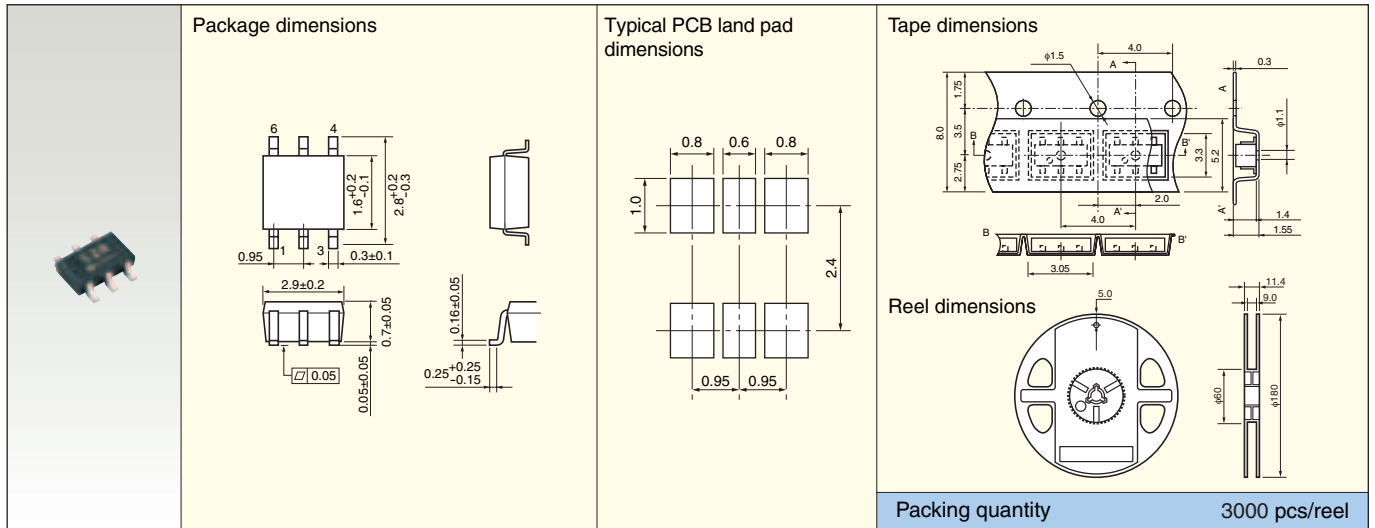 Package dimensions
6
4
1.6+0.2-0.1
2.8+0.2-0.3
1
3
0.95
0.3±0.1
2.9±0.2
0.7±0.05
0.05±0.05
0.05
0.16±0.05
0.25+0.25-0.15
Typical PCB land pad
dimensions
0.8
0.6
0.8
1.0
2.4
0.95
0.95
Tape dimensions
4.0
φ1.5
A
0.3
1.75
A
8.0
3.5
φ1.1
B
B'
3.3
5.2
2.75
2.0
A'
A'
4.0
1.4
1.55
B
B'
3.05
Reel dimensions
11.4
9.0
5.0
φ60
φ180
Packing quantity
3000 pcs/reel